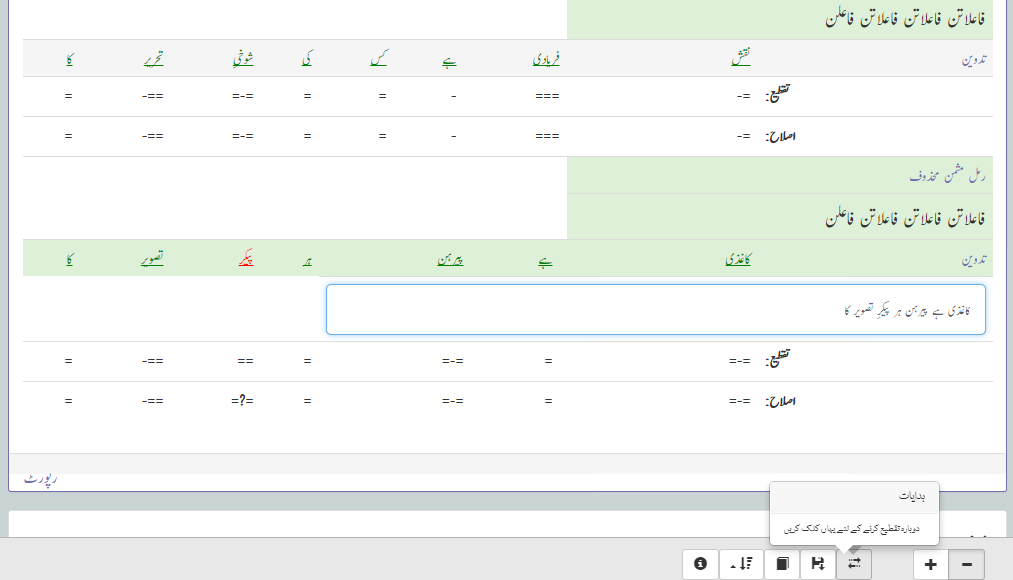 فاعلاتن فاعلاتن فاعلاتن فاعلن
تدوین نقش فریادی ہے کس کی شوخیِ تحریر کا
تقطیع: =- === - = = =-= ==- =
اصلاح: =- === - = = =-= ==- =
رمل مثمن محذوف
فاعلاتن فاعلاتن فاعلاتن فاعلن
تدوین کاغذی ہے پیرہن ہر پیکر تصویر کا
کاغذی ہے پیرہن ہر پیکرِ تصویر کا
تقطیع: =-= = =-= = == ==- =
اصلاح: =-= = =-= = =?= ==- =
رپورٹ
ہدایات
دوبارہ تقطیع کرنے کے لئے یہاں کلک کریں